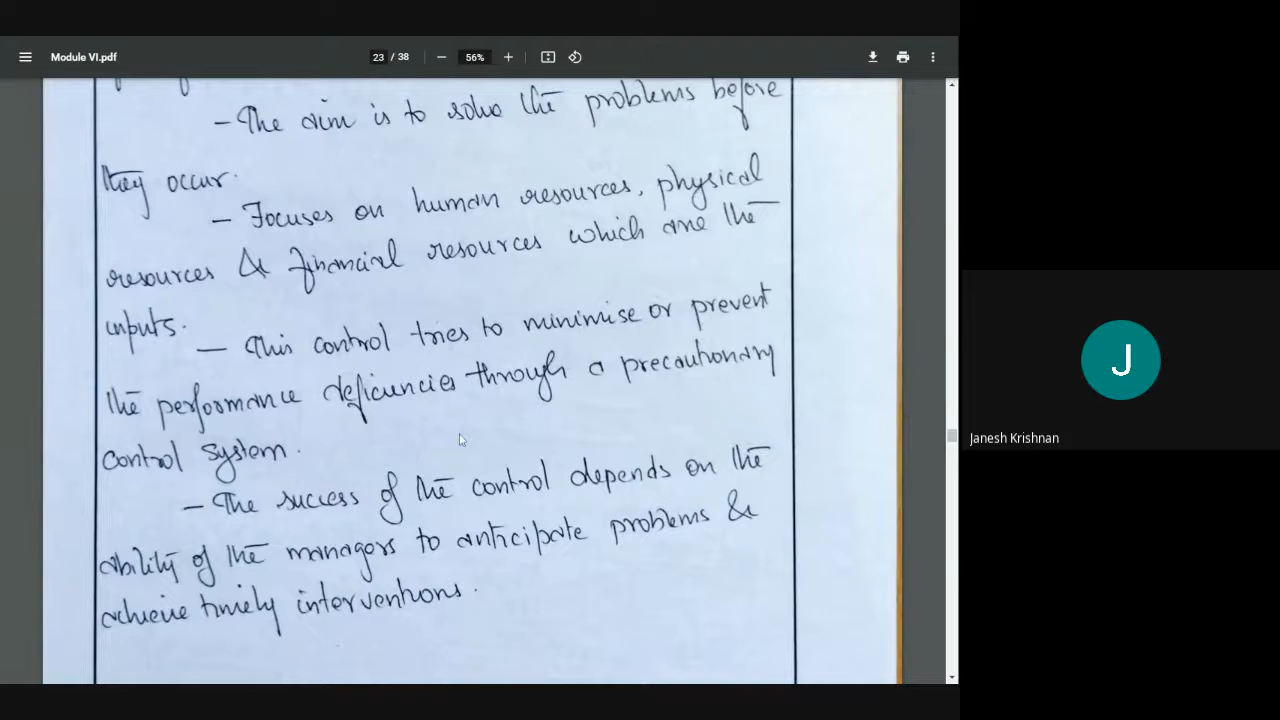 Module VI.pdf
23 / 38
56%
- The aim is to solve the problems before
they occur.
- Focuses on human resources, physical
resources & financial resources which are the
inputs.
- This control tries to minimise or prevent
the performance deficiencies through a precautionary
control system.
- The success of the control depends on the
ability of the managers to anticipate problems &
achieve timely interventions.
J
Janesh Krishnan